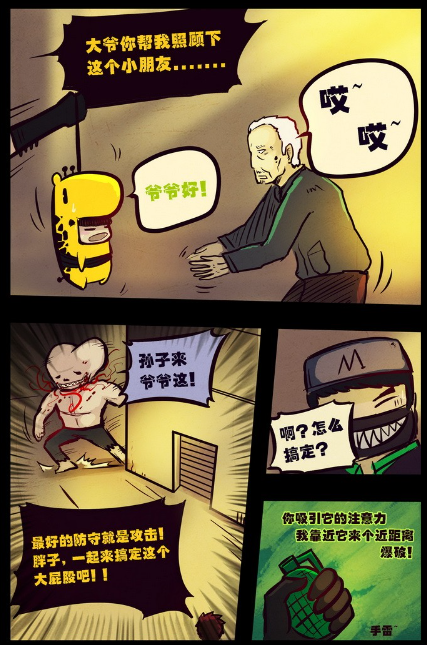 大爷你帮我照顾下
这个小朋友.......
哎~
哎~
爷爷好!
孙子来
爷爷这!
M
啊?怎么
搞定?
最好的防守就是攻击!
胖子,一起来搞定这个
大屁股吧!!
你吸引它的注意力
我靠近它来个近距离
爆破!
手雷~